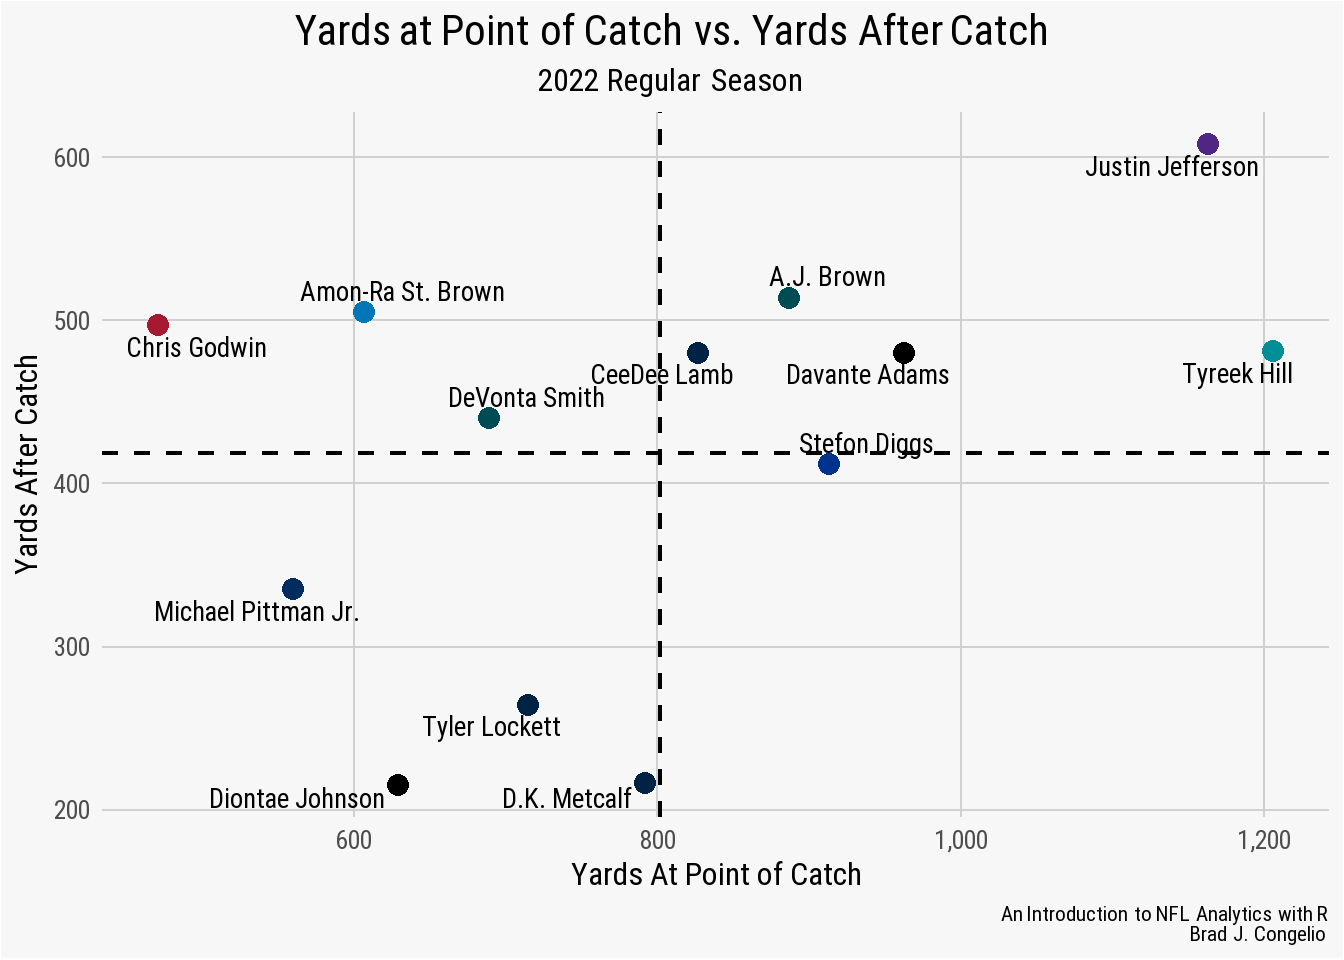 Yards at Point of Catch vs. Yards After Catch
2022 Regular Season
600
500
400
300
200
Yards After Catch
Justin Jefferson
A.J. Brown
Amon-Ra St. Brown
Chris Godwin
CeeDee Lamb
Davante Adams
Tyreek Hill
DeVonta Smith
Stefon Diggs
Michael Pittman Jr.
Tyler Lockett
Diontae Johnson
D.K. Metcalf
600
800
1,000
1,200
Yards At Point of Catch
An Introduction to NFL Analytics with R
Brad J. Congelio